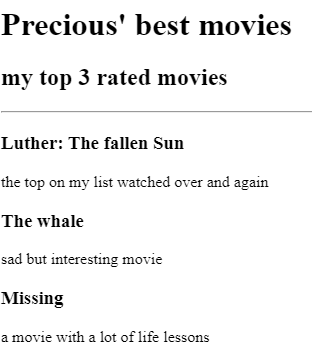 Precious' best movies
my top 3 rated movies
Luther: The fallen Sun
the top on my list watched over and again
The whale
sad but interesting movie
Missing
a movie with a lot of life lessons